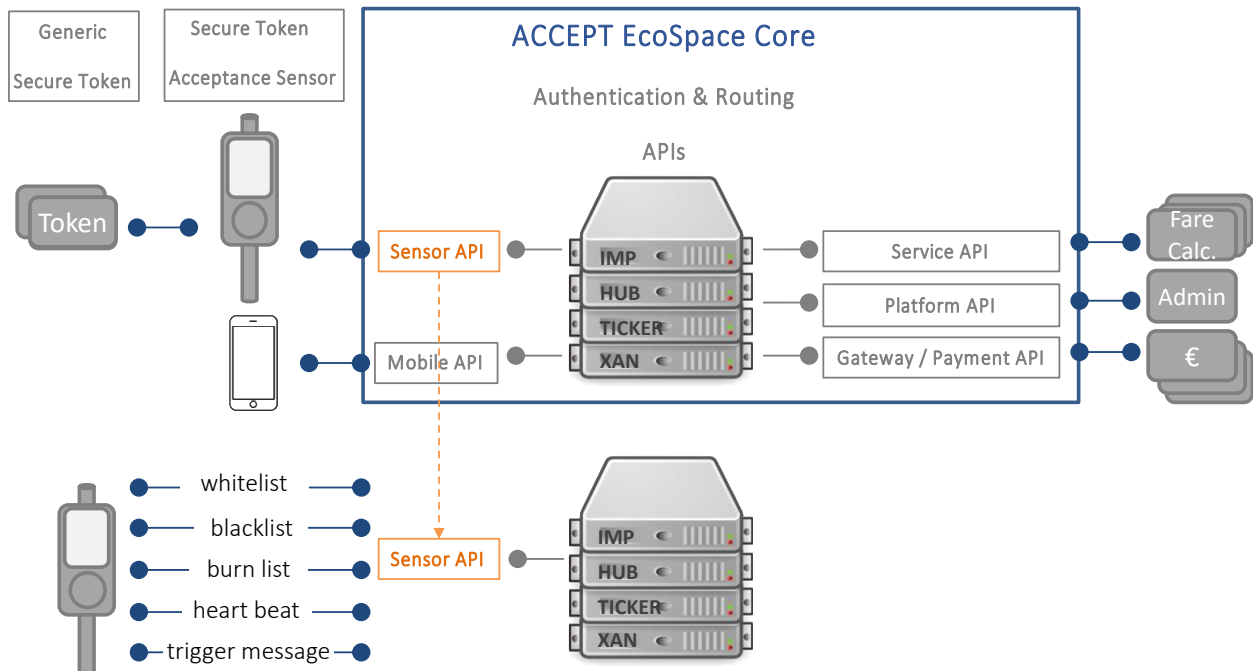 Generic
Secure Token
Secure Token
Acceptance Sensor
ACCEPT EcoSpace Core
Authentication & Routing
APIs
Token
Sensor API
Mobile API
IMP
HUB
TICKER
XAN
Service API
Platform API
Gateway / Payment API
Fare
Calc.
Admin
€
whitelist
blacklist
burn list
heart beat
trigger message
Sensor API
IMP
HUB
TICKER
XAN